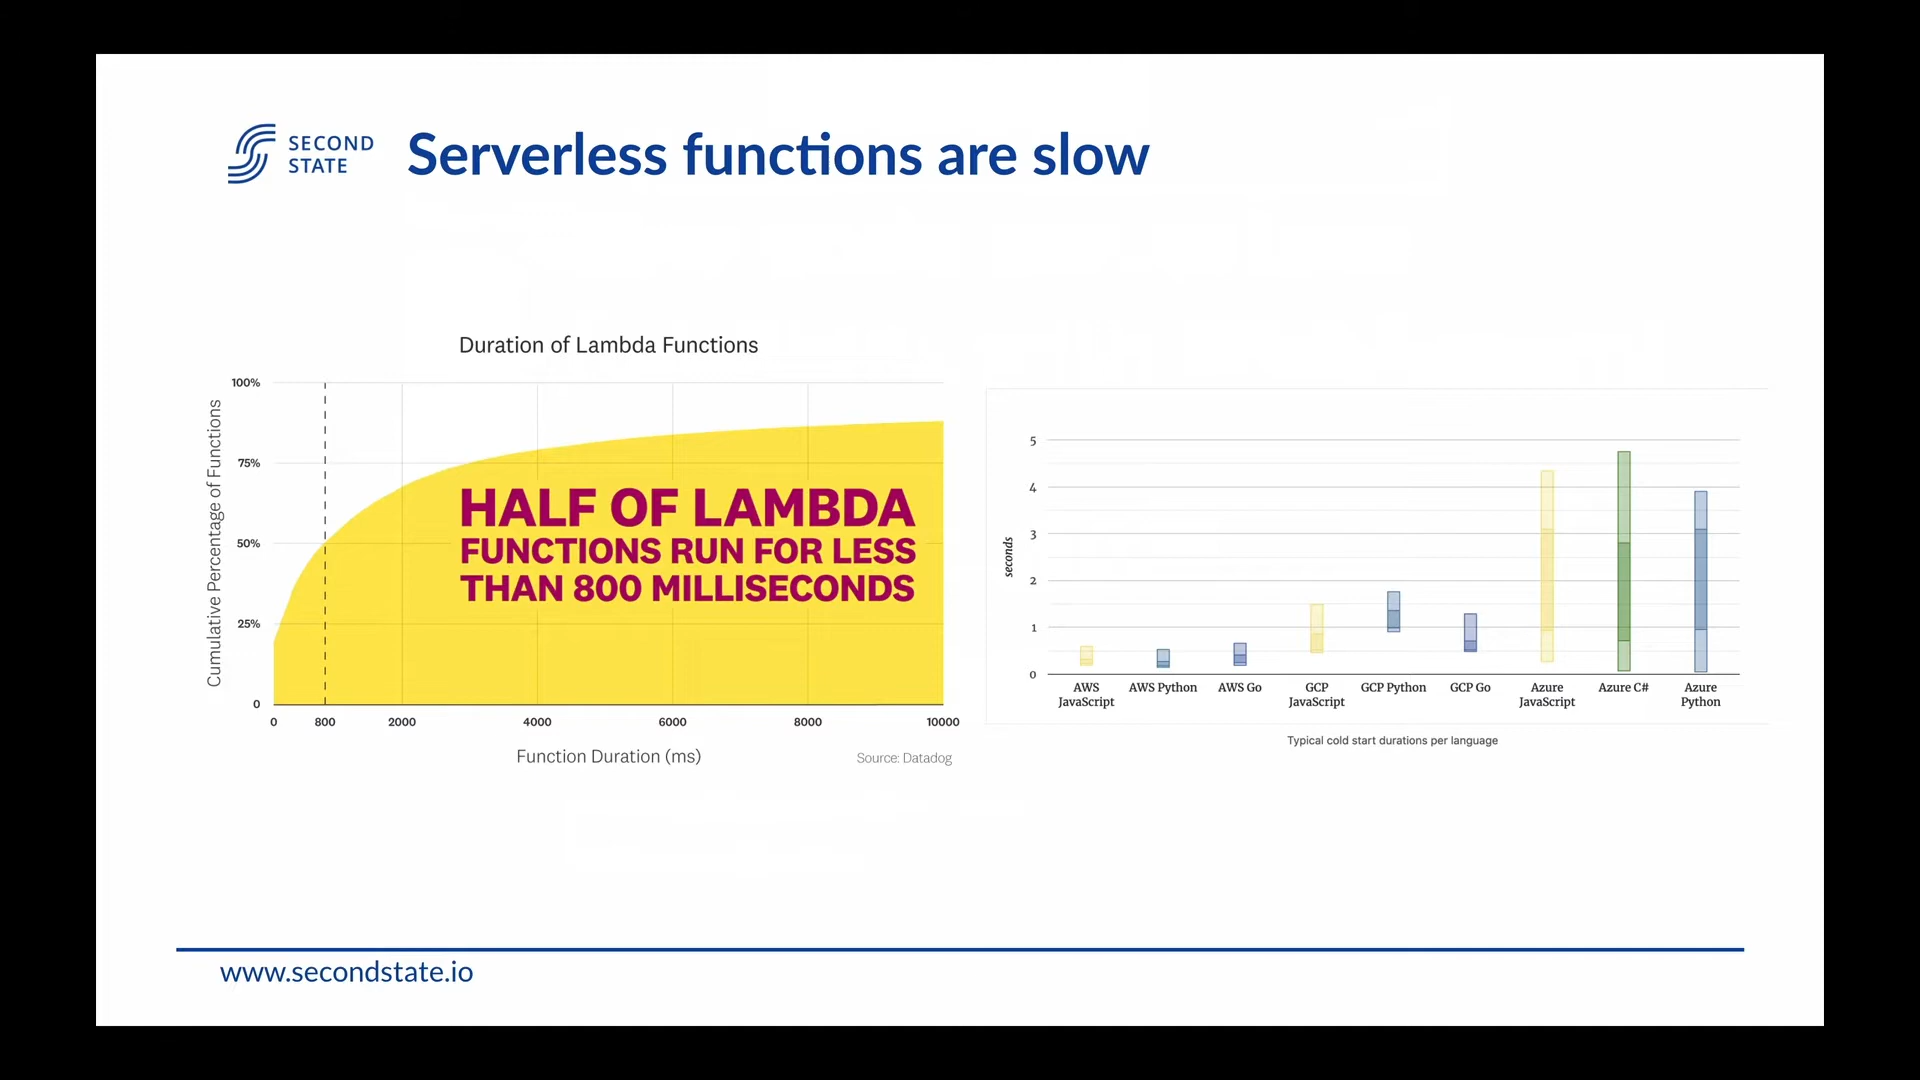 SECOND
STATE
Serverless functions are slow
Duration of Lambda Functions
Cumulative Percentage of Functions
100%
75%
50%
25%
0
HALF OF LAMBDA
FUNCTIONS RUN FOR LESS
THAN 800 MILLISECONDS
0 800 2000 4000 6000 8000 10000
Function Duration (ms)
Source: Datadog
seconds
5
4
3
2
1
0
AWS JavaScript
AWS Python
AWS Go
GCP JavaScript
GCP Python
GCP Go
Azure JavaScript
Azure C#
Azure Python
Typical cold start durations per language
www.secondstate.io